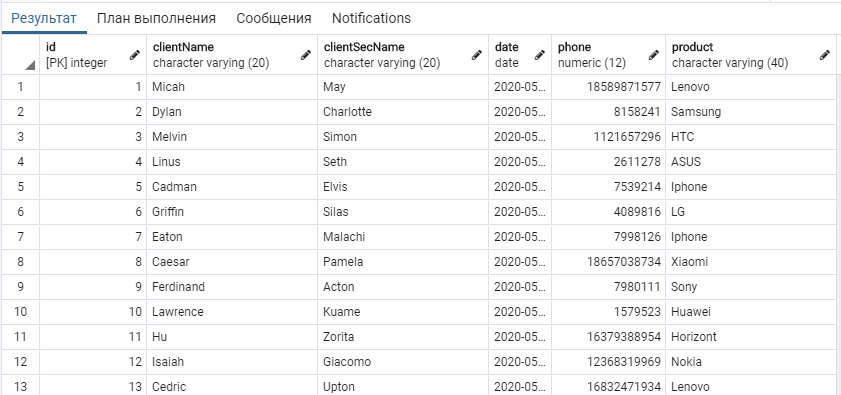 Результат План выполнения Сообщения Notifications
id clientName clientSecName date phone product
[PK] integer character varying (20) character varying (20) date numeric (12) character varying (40)
1 1 Micah May 2020-05... 18589871577 Lenovo
2 2 Dylan Charlotte 2020-05... 8158241 Samsung
3 3 Melvin Simon 2020-05... 1121657296 HTC
4 4 Linus Seth 2020-05... 2611278 ASUS
5 5 Cadman Elvis 2020-05... 7539214 Iphone
6 6 Griffin Silas 2020-05... 4089816 LG
7 7 Eaton Malachi 2020-05... 7998126 Iphone
8 8 Caesar Pamela 2020-05... 18657038734 Xiaomi
9 9 Ferdinand Acton 2020-05... 7980111 Sony
10 10 Lawrence Kuame 2020-05... 1579523 Huawei
11 11 Hu Zorita 2020-05... 16379388954 Horizont
12 12 Isaiah Giacomo 2020-05... 12368319969 Nokia
13 13 Cedric Upton 2020-05... 16832471934 Lenovo